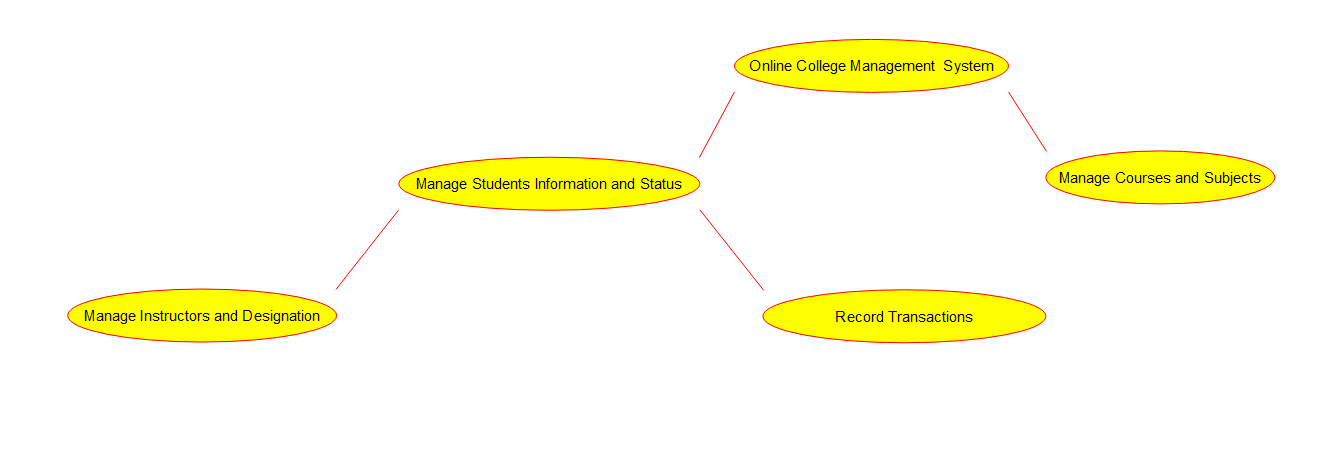 Online College Management  System
Manage Students Information and Status
Manage Courses and Subjects
Manage Instructors and Designation
Record Transactions